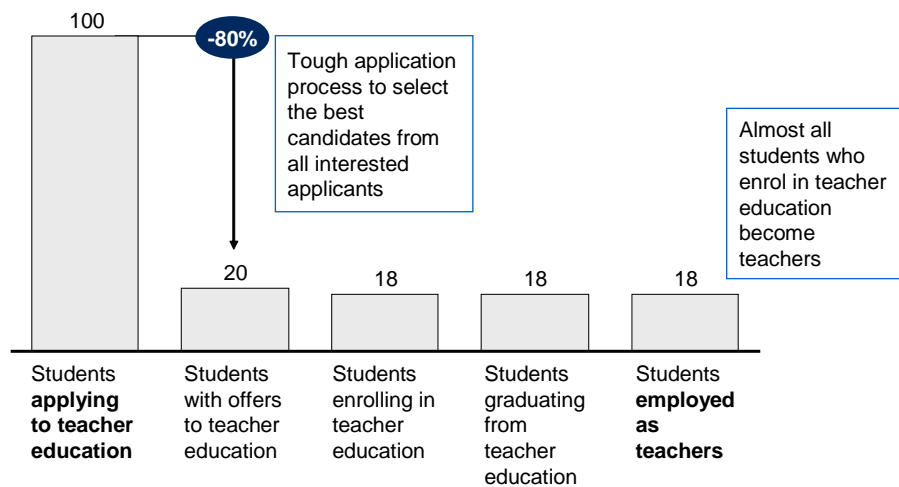 100
-80%
Tough application
process to select
the best
candidates from
all interested
applicants
Almost all
students who
enrol in teacher
education
become
teachers
20
18
18
18
Students
applying
to teacher
education
Students
with offers
to teacher
education
Students
enrolling in
teacher
education
Students
graduating
from
teacher
education
Students
employed
as
teachers